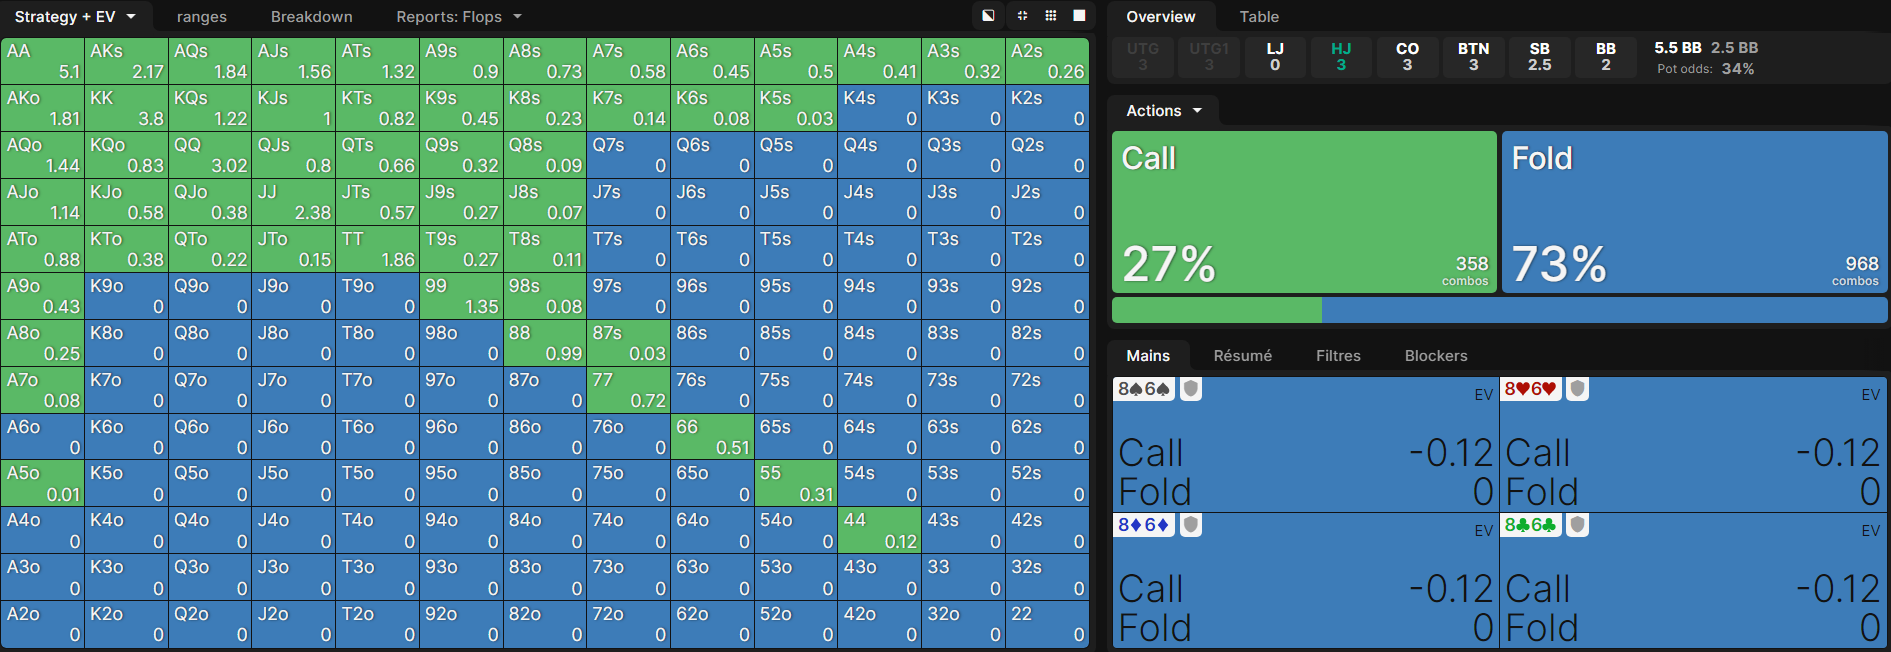 Strategy + EV ranges Breakdown Reports: Flops
AA AKs AQs AJs ATs A9s A8s A7s A6s A5s A4s A3s A2s
5.1 2.17 1.84 1.56 1.32 0.9 0.73 0.58 0.45 0.5 0.41 0.32 0.26
AKo KK KQs KJs KTs K9s K8s K7s K6s K5s K4s K3s K2s
1.81 3.8 1.22 1 0.82 0.45 0.23 0.14 0.08 0.03 0 0 0
AQo KQo QQ QJs QTs Q9s Q8s Q7s Q6s Q5s Q4s Q3s Q2s
1.44 0.83 3.02 0.8 0.66 0.32 0.09 0 0 0 0 0 0
AJo KJo QJo JJ JTs J9s J8s J7s J6s J5s J4s J3s J2s
1.14 0.58 0.38 2.38 0.57 0.27 0.07 0 0 0 0 0 0
ATo KTo QTo JTo TT T9s T8s T7s T6s T5s T4s T3s T2s
0.88 0.38 0.22 0.15 1.86 0.27 0.11 0 0 0 0 0 0
A9o K9o Q9o J9o T9o 99 98s 97s 96s 95s 94s 93s 92s
0.43 0 0 0 0 1.35 0.08 0 0 0 0 0 0
A8o K8o Q8o J8o T8o 98o 88 87s 86s 85s 84s 83s 82s
0.25 0 0 0 0 0 0.99 0.03 0 0 0 0 0
A7o K7o Q7o J7o T7o 97o 87o 77 76s 75s 74s 73s 72s
0.08 0 0 0 0 0 0 0.72 0 0 0 0 0
A6o K6o Q6o J6o T6o 96o 86o 76o 66 65s 64s 63s 62s
0 0 0 0 0 0 0 0 0.51 0 0 0 0
A5o K5o Q5o J5o T5o 95o 85o 75o 65o 55 54s 53s 52s
0.01 0 0 0 0 0 0 0 0 0.31 0 0 0
A4o K4o Q4o J4o T4o 94o 84o 74o 64o 54o 44 43s 42s
0 0 0 0 0 0 0 0 0 0 0.12 0 0
A3o K3o Q3o J3o T3o 93o 83o 73o 63o 53o 43o 33 32s
0 0 0 0 0 0 0 0 0 0 0 0 0
A2o K2o Q2o J2o T2o 92o 82o 72o 62o 52o 42o 32o 22
0 0 0 0 0 0 0 0 0 0 0 0 0
Overview Table
UTG UTG1 LJ HJ CO BTN SB BB 5.5 BB 2.5 BB
3 3 0 3 3 3 2.5 2 Pot odds: 34%
Actions
Call Fold
27% 358 combos 73% 968 combos
Mains Résumé Filtres Blockers
8♠6♠ EV 8♥6♥ EV
Call -0.12 Call -0.12
Fold 0 Fold 0
8♦6♦ EV 8♣6♣ EV
Call -0.12 Call -0.12
Fold 0 Fold 0